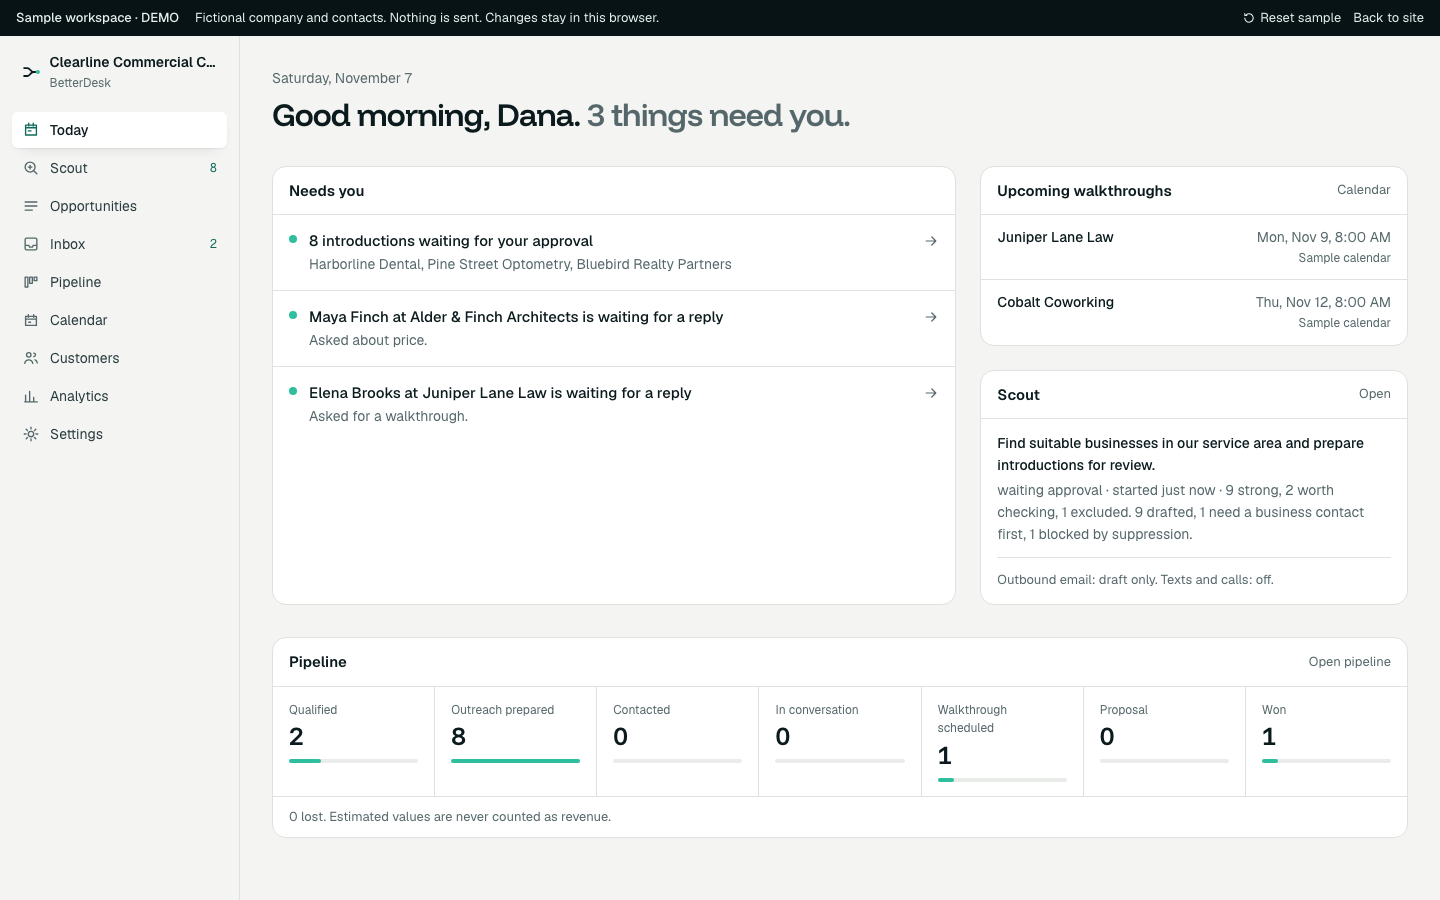 Sample workspace · DEMO Fictional company and contacts. Nothing is sent. Changes stay in this browser. Reset sample Back to site
Clearline Commercial C...
BetterDesk
Today
Scout 8
Opportunities
Inbox 2
Pipeline
Calendar
Customers
Analytics
Settings
Saturday, November 7
Good morning, Dana. 3 things need you.
Needs you
8 introductions waiting for your approval
Harborline Dental, Pine Street Optometry, Bluebird Realty Partners
Maya Finch at Alder & Finch Architects is waiting for a reply
Asked about price.
Elena Brooks at Juniper Lane Law is waiting for a reply
Asked for a walkthrough.
Upcoming walkthroughs Calendar
Juniper Lane Law Mon, Nov 9, 8:00 AM
Sample calendar
Cobalt Coworking Thu, Nov 12, 8:00 AM
Sample calendar
Scout Open
Find suitable businesses in our service area and prepare
introductions for review.
waiting approval · started just now · 9 strong, 2 worth
checking, 1 excluded. 9 drafted, 1 need a business contact
first, 1 blocked by suppression.
Outbound email: draft only. Texts and calls: off.
Pipeline Open pipeline
Qualified
2
Outreach prepared
8
Contacted
0
In conversation
0
Walkthrough
scheduled
1
Proposal
0
Won
1
0 lost. Estimated values are never counted as revenue.